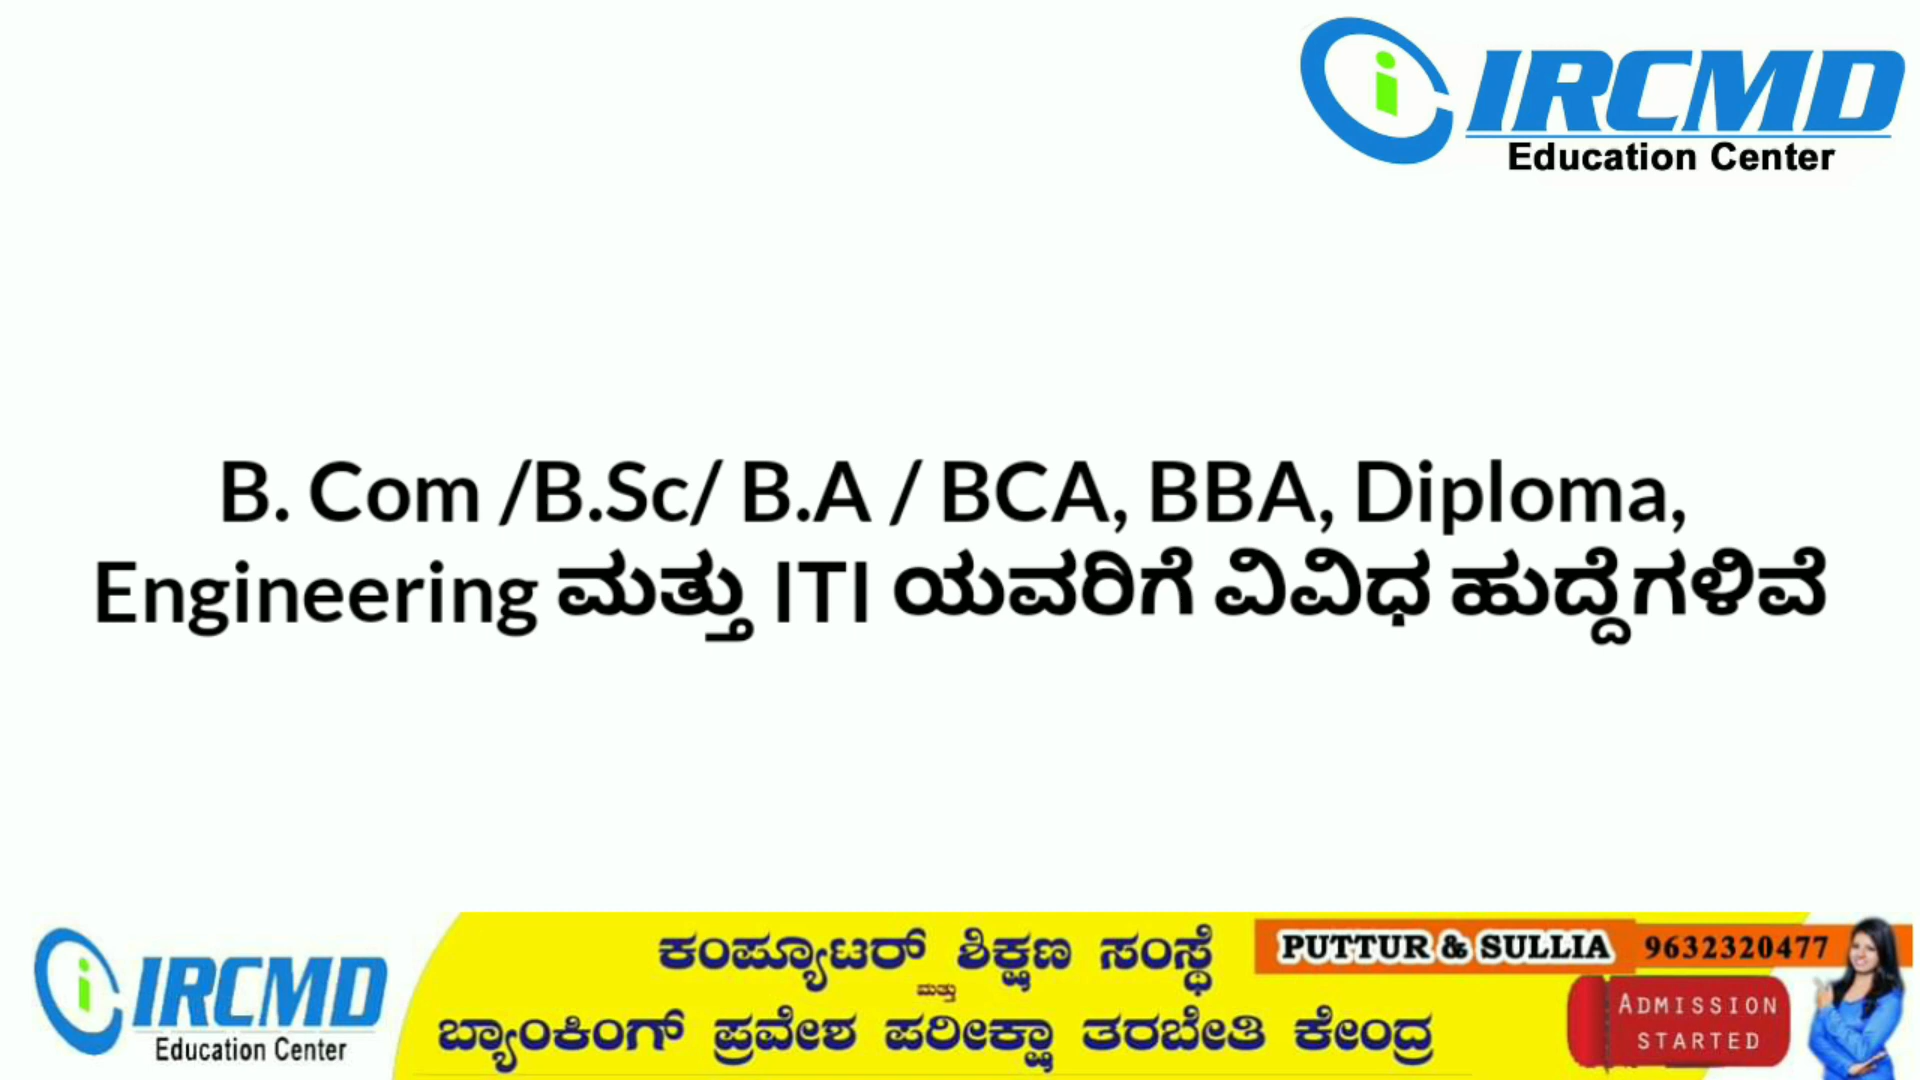 i IRCMD
Education Center
B. Com /B.Sc/ B.A / BCA, BBA, Diploma,
Engineering ಮತ್ತು ITI ಯವರಿಗೆ ವಿವಿಧ ಹುದ್ದೆಗಳಿವೆ
i IRCMD
Education Center
ಕಂಪ್ಯೂಟರ್ ಶಿಕ್ಷಣ ಸಂಸ್ಥೆ
ಮತ್ತು
ಬ್ಯಾಂಕಿಂಗ್ ಪ್ರವೇಶ ಪರೀಕ್ಷಾ ತರಬೇತಿ ಕೇಂದ್ರ
PUTTUR & SULLIA 9632320477
ADMISSION
STARTED